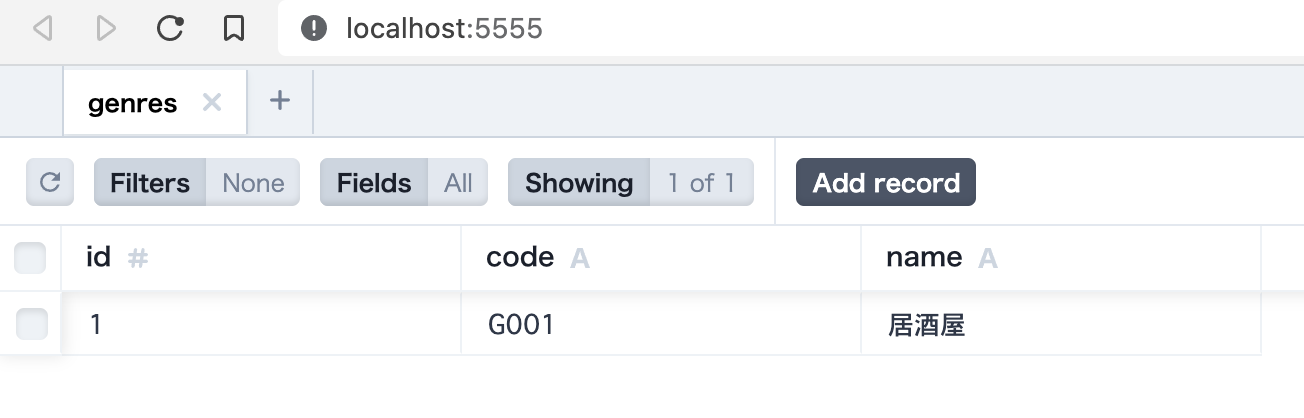 localhost:5555
genres
Filters None Fields All Showing 1 of 1 Add record
id # code A name A
1 G001 居酒屋